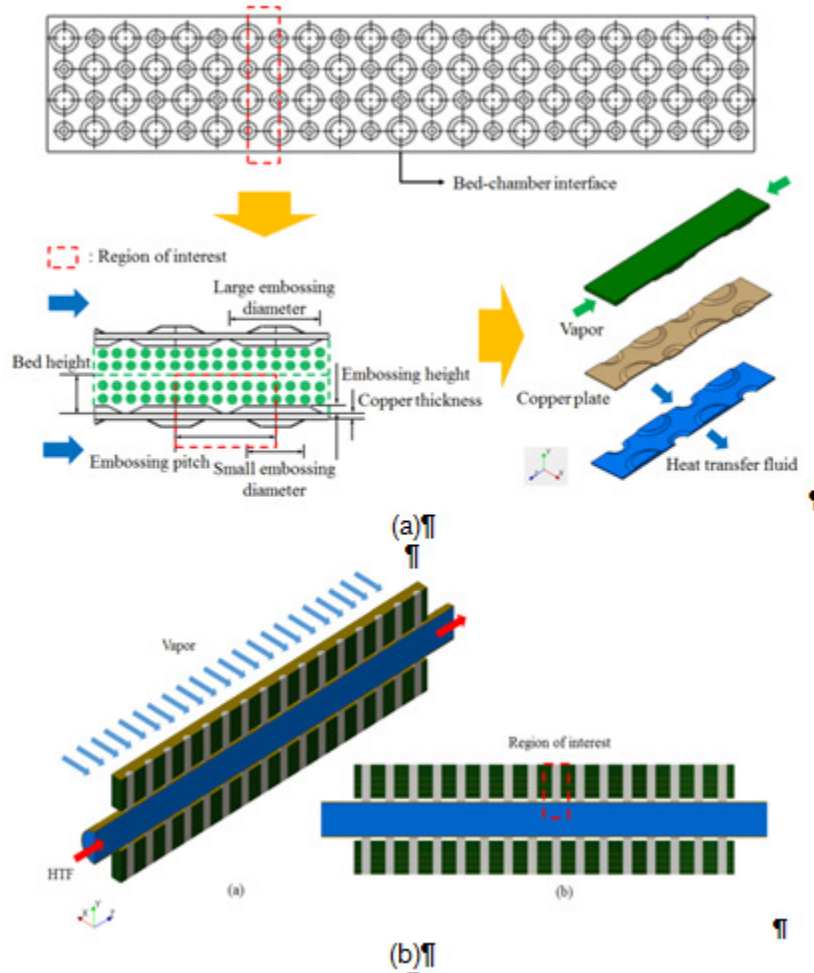 Bed-chamber interface
: Region of interest
Large embossing
diameter
Bed height
Embossing height
Copper thickness
Embossing pitch
Small embossing
diameter
Vapor
Copper plate
Heat transfer fluid
¶
(a)¶
¶
Vapor
HTF
(a)
Region of interest
(b)
¶
(b)¶